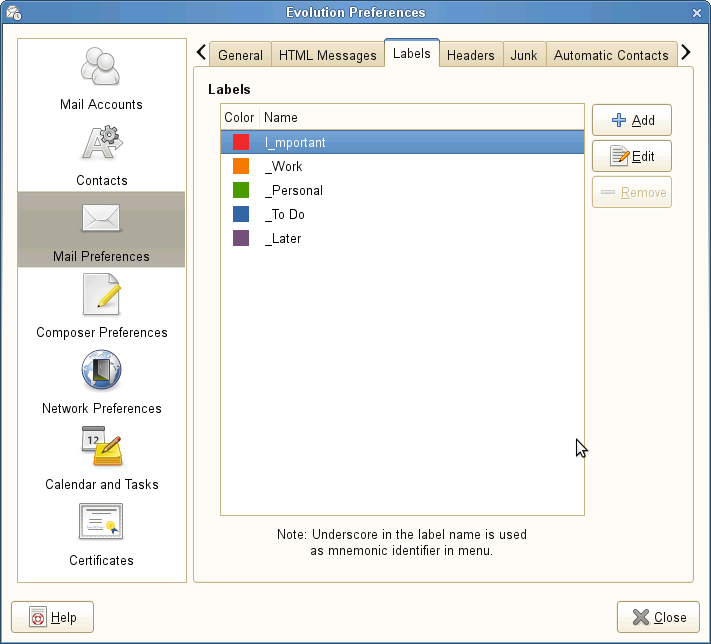 Evolution Preferences
Mail Accounts
Contacts
Mail Preferences
Composer Preferences
Network Preferences
12
Calendar and Tasks
Certificates
General
HTML Messages
Labels
Headers
Junk
Automatic Contacts
Labels
Color Name
I_mportant
_Work
_Personal
_To Do
_Later
Add
Edit
Remove
Note: Underscore in the label name is used
as mnemonic identifier in menu.
Help
Close